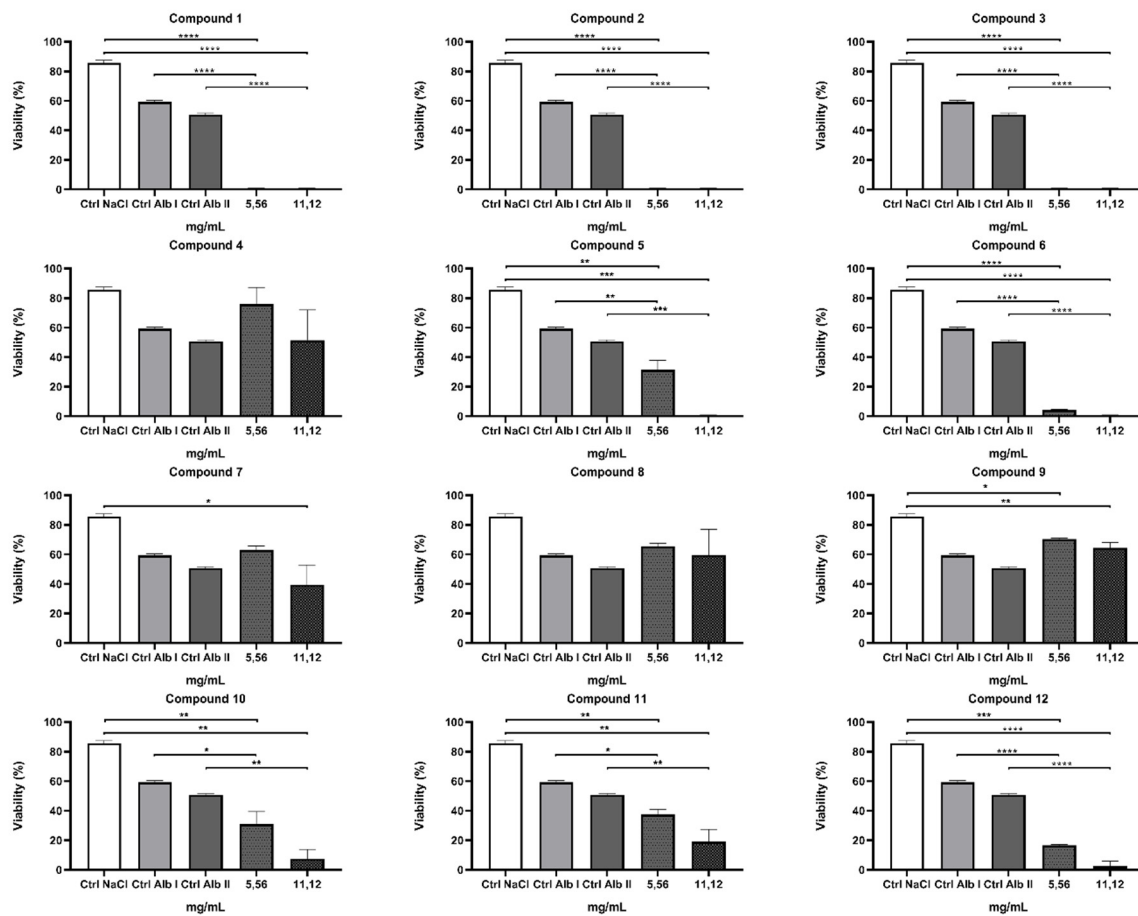 Compound 1
****
****
****
****
Viability (%)
100
80
60
40
20
0
Ctrl NaCl Ctrl Alb I Ctrl Alb II 5,56 11,12
mg/mL
Compound 2
****
****
****
****
Viability (%)
100
80
60
40
20
0
Ctrl NaCl Ctrl Alb I Ctrl Alb II 5,56 11,12
mg/mL
Compound 3
****
****
****
****
Viability (%)
100
80
60
40
20
0
Ctrl NaCl Ctrl Alb I Ctrl Alb II 5,56 11,12
mg/mL
Compound 4
Viability (%)
100
80
60
40
20
0
Ctrl NaCl Ctrl Alb I Ctrl Alb II 5,56 11,12
mg/mL
Compound 5
**
***
**
***
Viability (%)
100
80
60
40
20
0
Ctrl NaCl Ctrl Alb I Ctrl Alb II 5,56 11,12
mg/mL
Compound 6
****
****
****
****
Viability (%)
100
80
60
40
20
0
Ctrl NaCl Ctrl Alb I Ctrl Alb II 5,56 11,12
mg/mL
Compound 7
*
Viability (%)
100
80
60
40
20
0
Ctrl NaCl Ctrl Alb I Ctrl Alb II 5,56 11,12
mg/mL
Compound 8
Viability (%)
100
80
60
40
20
0
Ctrl NaCl Ctrl Alb I Ctrl Alb II 5,56 11,12
mg/mL
Compound 9
*
**
Viability (%)
100
80
60
40
20
0
Ctrl NaCl Ctrl Alb I Ctrl Alb II 5,56 11,12
mg/mL
Compound 10
**
**
*
**
Viability (%)
100
80
60
40
20
0
Ctrl NaCl Ctrl Alb I Ctrl Alb II 5,56 11,12
mg/mL
Compound 11
**
**
*
**
Viability (%)
100
80
60
40
20
0
Ctrl NaCl Ctrl Alb I Ctrl Alb II 5,56 11,12
mg/mL
Compound 12
***
****
****
****
Viability (%)
100
80
60
40
20
0
Ctrl NaCl Ctrl Alb I Ctrl Alb II 5,56 11,12
mg/mL